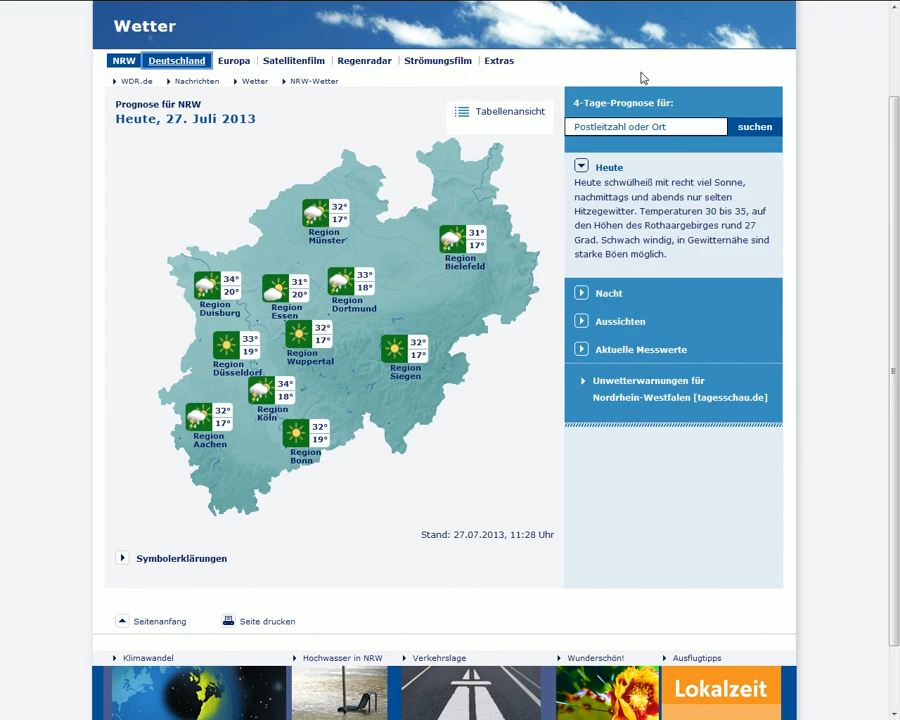 Wetter
NRW Deutschland Europa Satellitenfilm Regenradar Strömungsfilm Extras
WDR.de Nachrichten Wetter NRW-Wetter
Prognose für NRW
Heute, 27. Juli 2013
Tabellenansicht
32°
17°
Region
Münster
31°
17°
Region
Bielefeld
34°
20°
Region
Duisburg
31°
20°
Region
Essen
33°
18°
Region
Dortmund
33°
19°
Region
Düsseldorf
32°
17°
Region
Wuppertal
32°
17°
Region
Siegen
34°
18°
Region
Köln
32°
17°
Region
Aachen
32°
19°
Region
Bonn
Stand: 27.07.2013, 11:28 Uhr
Symbolerklärungen
4-Tage-Prognose für:
Postleitzahl oder Ort suchen
Heute
Heute schwülheiß mit recht viel Sonne,
nachmittags und abends nur selten
Hitzegewitter. Temperaturen 30 bis 35, auf
den Höhen des Rothaargebirges rund 27
Grad. Schwach windig, in Gewitternähe sind
starke Böen möglich.
Nacht
Aussichten
Aktuelle Messwerte
Unwetterwarnungen für
Nordrhein-Westfalen [tagesschau.de]
Seitenanfang Seite drucken
Klimawandel Hochwasser in NRW Verkehrslage Wunderschön! Ausflugtipps
Lokalzeit